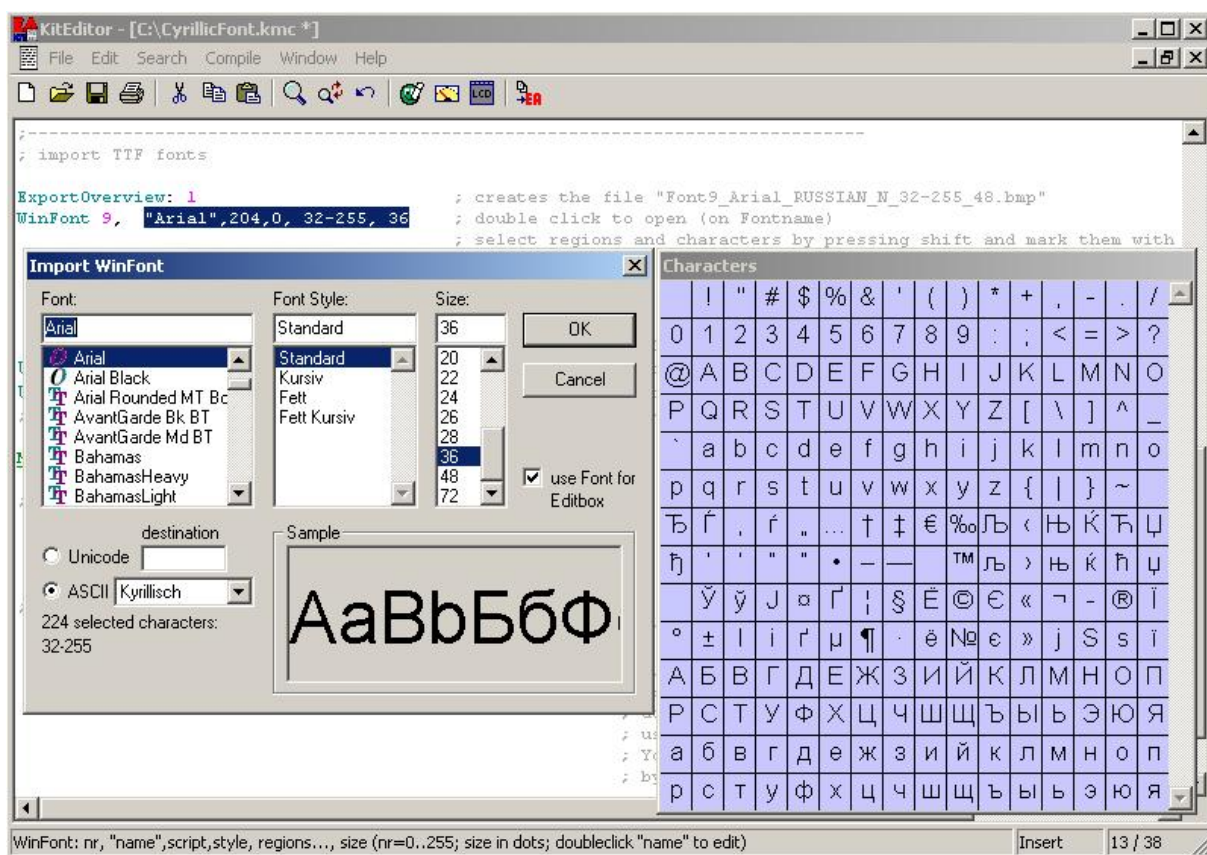 KitEditor - [C:\CyrillicFont.kmc *]
File Edit Search Compile Window Help
LCD EA
;-------------------------------------------------------------------------------
; import TTF fonts
ExportOverview: 1 ; creates the file "Font9_Arial_RUSSIAN_N_32-255_48.bmp"
WinFont 9, "Arial",204,0, 32-255, 36 ; double click to open (on Fontname)
; select regions and characters by pressing shift and mark them with
Import WinFont
Font: Font Style: Size:
Arial Standard 36 OK
Arial Standard 20
Arial Black Kursiv 22 Cancel
Arial Rounded MT Bc Fett 24
AvantGarde Bk BT Fett Kursiv 26
AvantGarde Md BT 28
Bahamas 36
BahamasHeavy 48 use Font for
BahamasLight 72 Editbox
destination Sample
Unicode
ASCII Kyrillisch
224 selected characters:
32-255
AaBbБбФ
Characters
! " # $ % & ' ( ) * + , - . /
0 1 2 3 4 5 6 7 8 9 : ; < = > ?
@ A B C D E F G H I J K L M N O
P Q R S T U V W X Y Z [ \ ] ^ _
` a b c d e f g h i j k l m n o
p q r s t u v w x y z { | } ~
Ђ Ѓ ‚ ѓ „ … † ‡ € ‰ Љ ‹ Њ Ќ Ћ Џ
ђ ' ' " " • – — ™ љ › њ ќ ћ џ
Ў ў Ј ¤ Ґ ¦ § Ё © Є « ¬ - ® Ї
° ± І і ґ µ ¶ · ё № є » ј Ѕ ѕ ї
А Б В Г Д Е Ж З И Й К Л М Н О П
Р С Т У Ф Х Ц Ч Ш Щ Ъ Ы Ь Э Ю Я
а б в г д е ж з и й к л м н о п
р с т у ф х ц ч ш щ ъ ы ь э ю я
WinFont: nr, "name",script,style, regions..., size (nr=0..255; size in dots; doubleclick "name" to edit) Insert 13 / 38